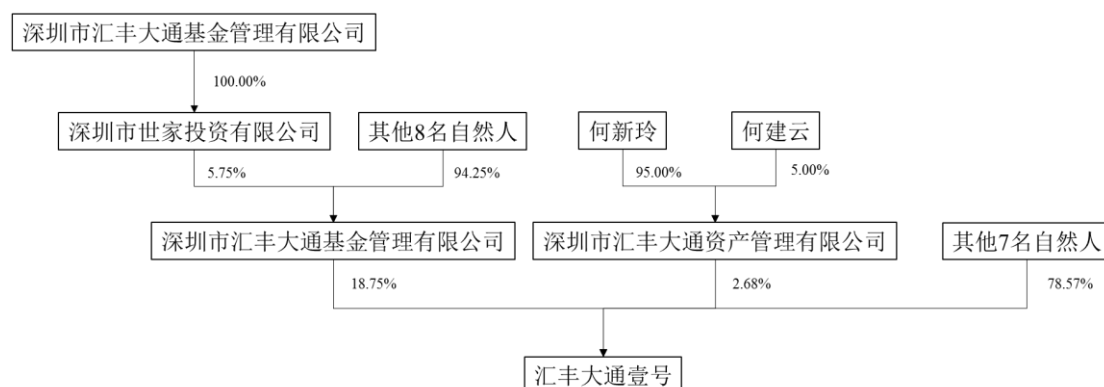 深圳市汇丰大通基金管理有限公司
100.00%
深圳市世家投资有限公司
其他8名自然人
何新玲
何建云
5.75%
94.25%
95.00%
5.00%
深圳市汇丰大通基金管理有限公司
深圳市汇丰大通资产管理有限公司
其他7名自然人
18.75%
2.68%
78.57%
汇丰大通壹号